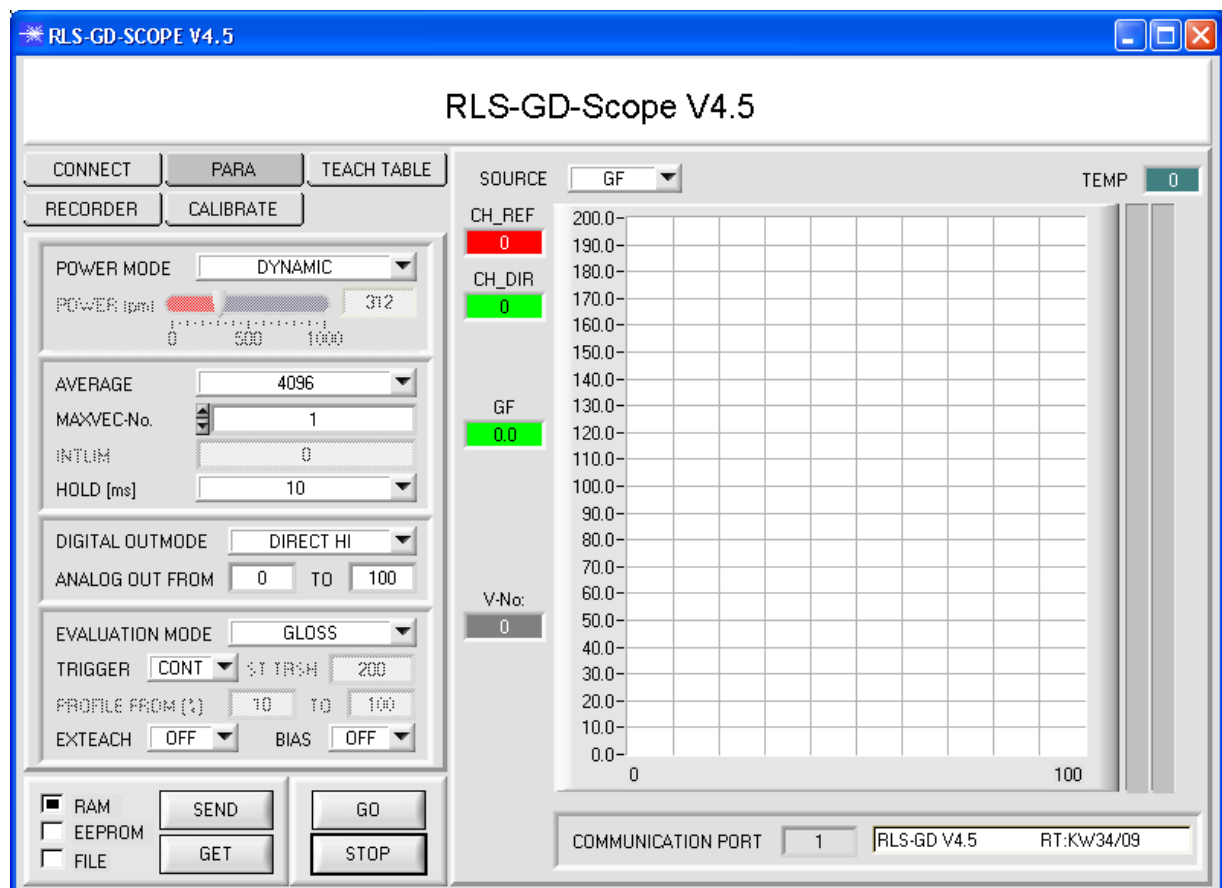 RLS-GD-SCOPE V4.5
RLS-GD-Scope V4.5
CONNECT PARA TEACH TABLE
RECORDER CALIBRATE
POWER MODE DYNAMIC
POWER [pm] 312
0 500 1000
AVERAGE 4096
MAXVEC-No. 1
INTLIM 0
HOLD [ms] 10
DIGITAL OUTMODE DIRECT HI
ANALOG OUT FROM 0 TO 100
EVALUATION MODE GLOSS
TRIGGER CONT ST TRSH 200
PROFILE FROM (%) 10 TO 100
EXTEACH OFF BIAS OFF
RAM
EEPROM
FILE
SEND
GET
GO
STOP
SOURCE GF TEMP 0
CH_REF
0
CH_DIR
0
GF
0.0
V-No:
0
200.0
190.0
180.0
170.0
160.0
150.0
140.0
130.0
120.0
110.0
100.0
90.0
80.0
70.0
60.0
50.0
40.0
30.0
20.0
10.0
0.0
0 100
COMMUNICATION PORT 1 RLS-GD V4.5 RT:KW34/09